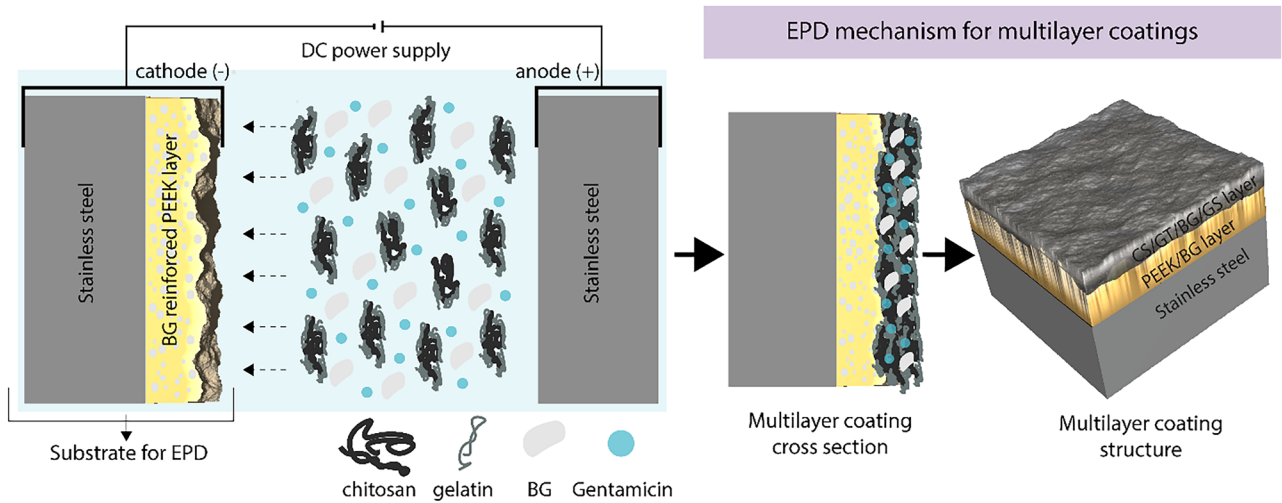 EPD mechanism for multilayer coatings
DC power supply
cathode (-)
anode (+)
Stainless steel
BG reinforced PEEK layer
Stainless steel
CS/GT/BG/GS layer
PEEK/BG layer
Stainless steel
Substrate for EPD
chitosan
gelatin
BG
Gentamicin
Multilayer coating
cross section
Multilayer coating
structure